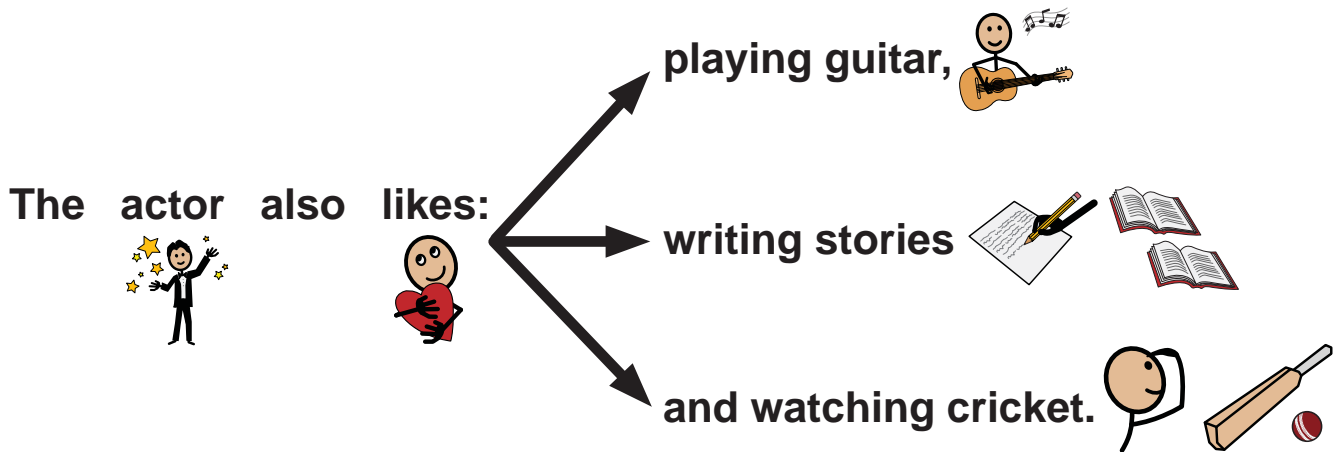 The actor also likes:
playing guitar,
writing stories
and watching cricket.